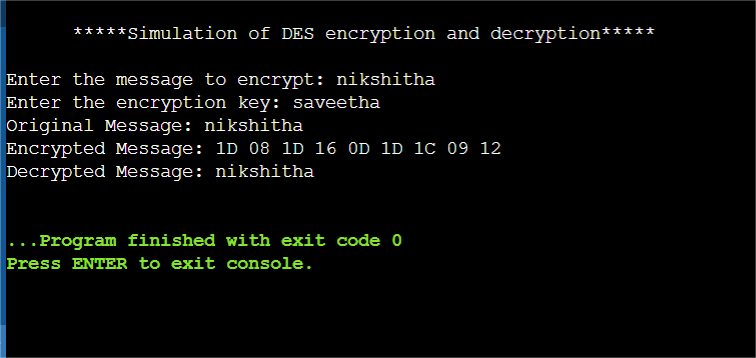 *****Simulation of DES encryption and decryption*****
Enter the message to encrypt: nikshitha
Enter the encryption key: saveetha
Original Message: nikshitha
Encrypted Message: 1D 08 1D 16 0D 1D 1C 09 12
Decrypted Message: nikshitha
...Program finished with exit code 0
Press ENTER to exit console.